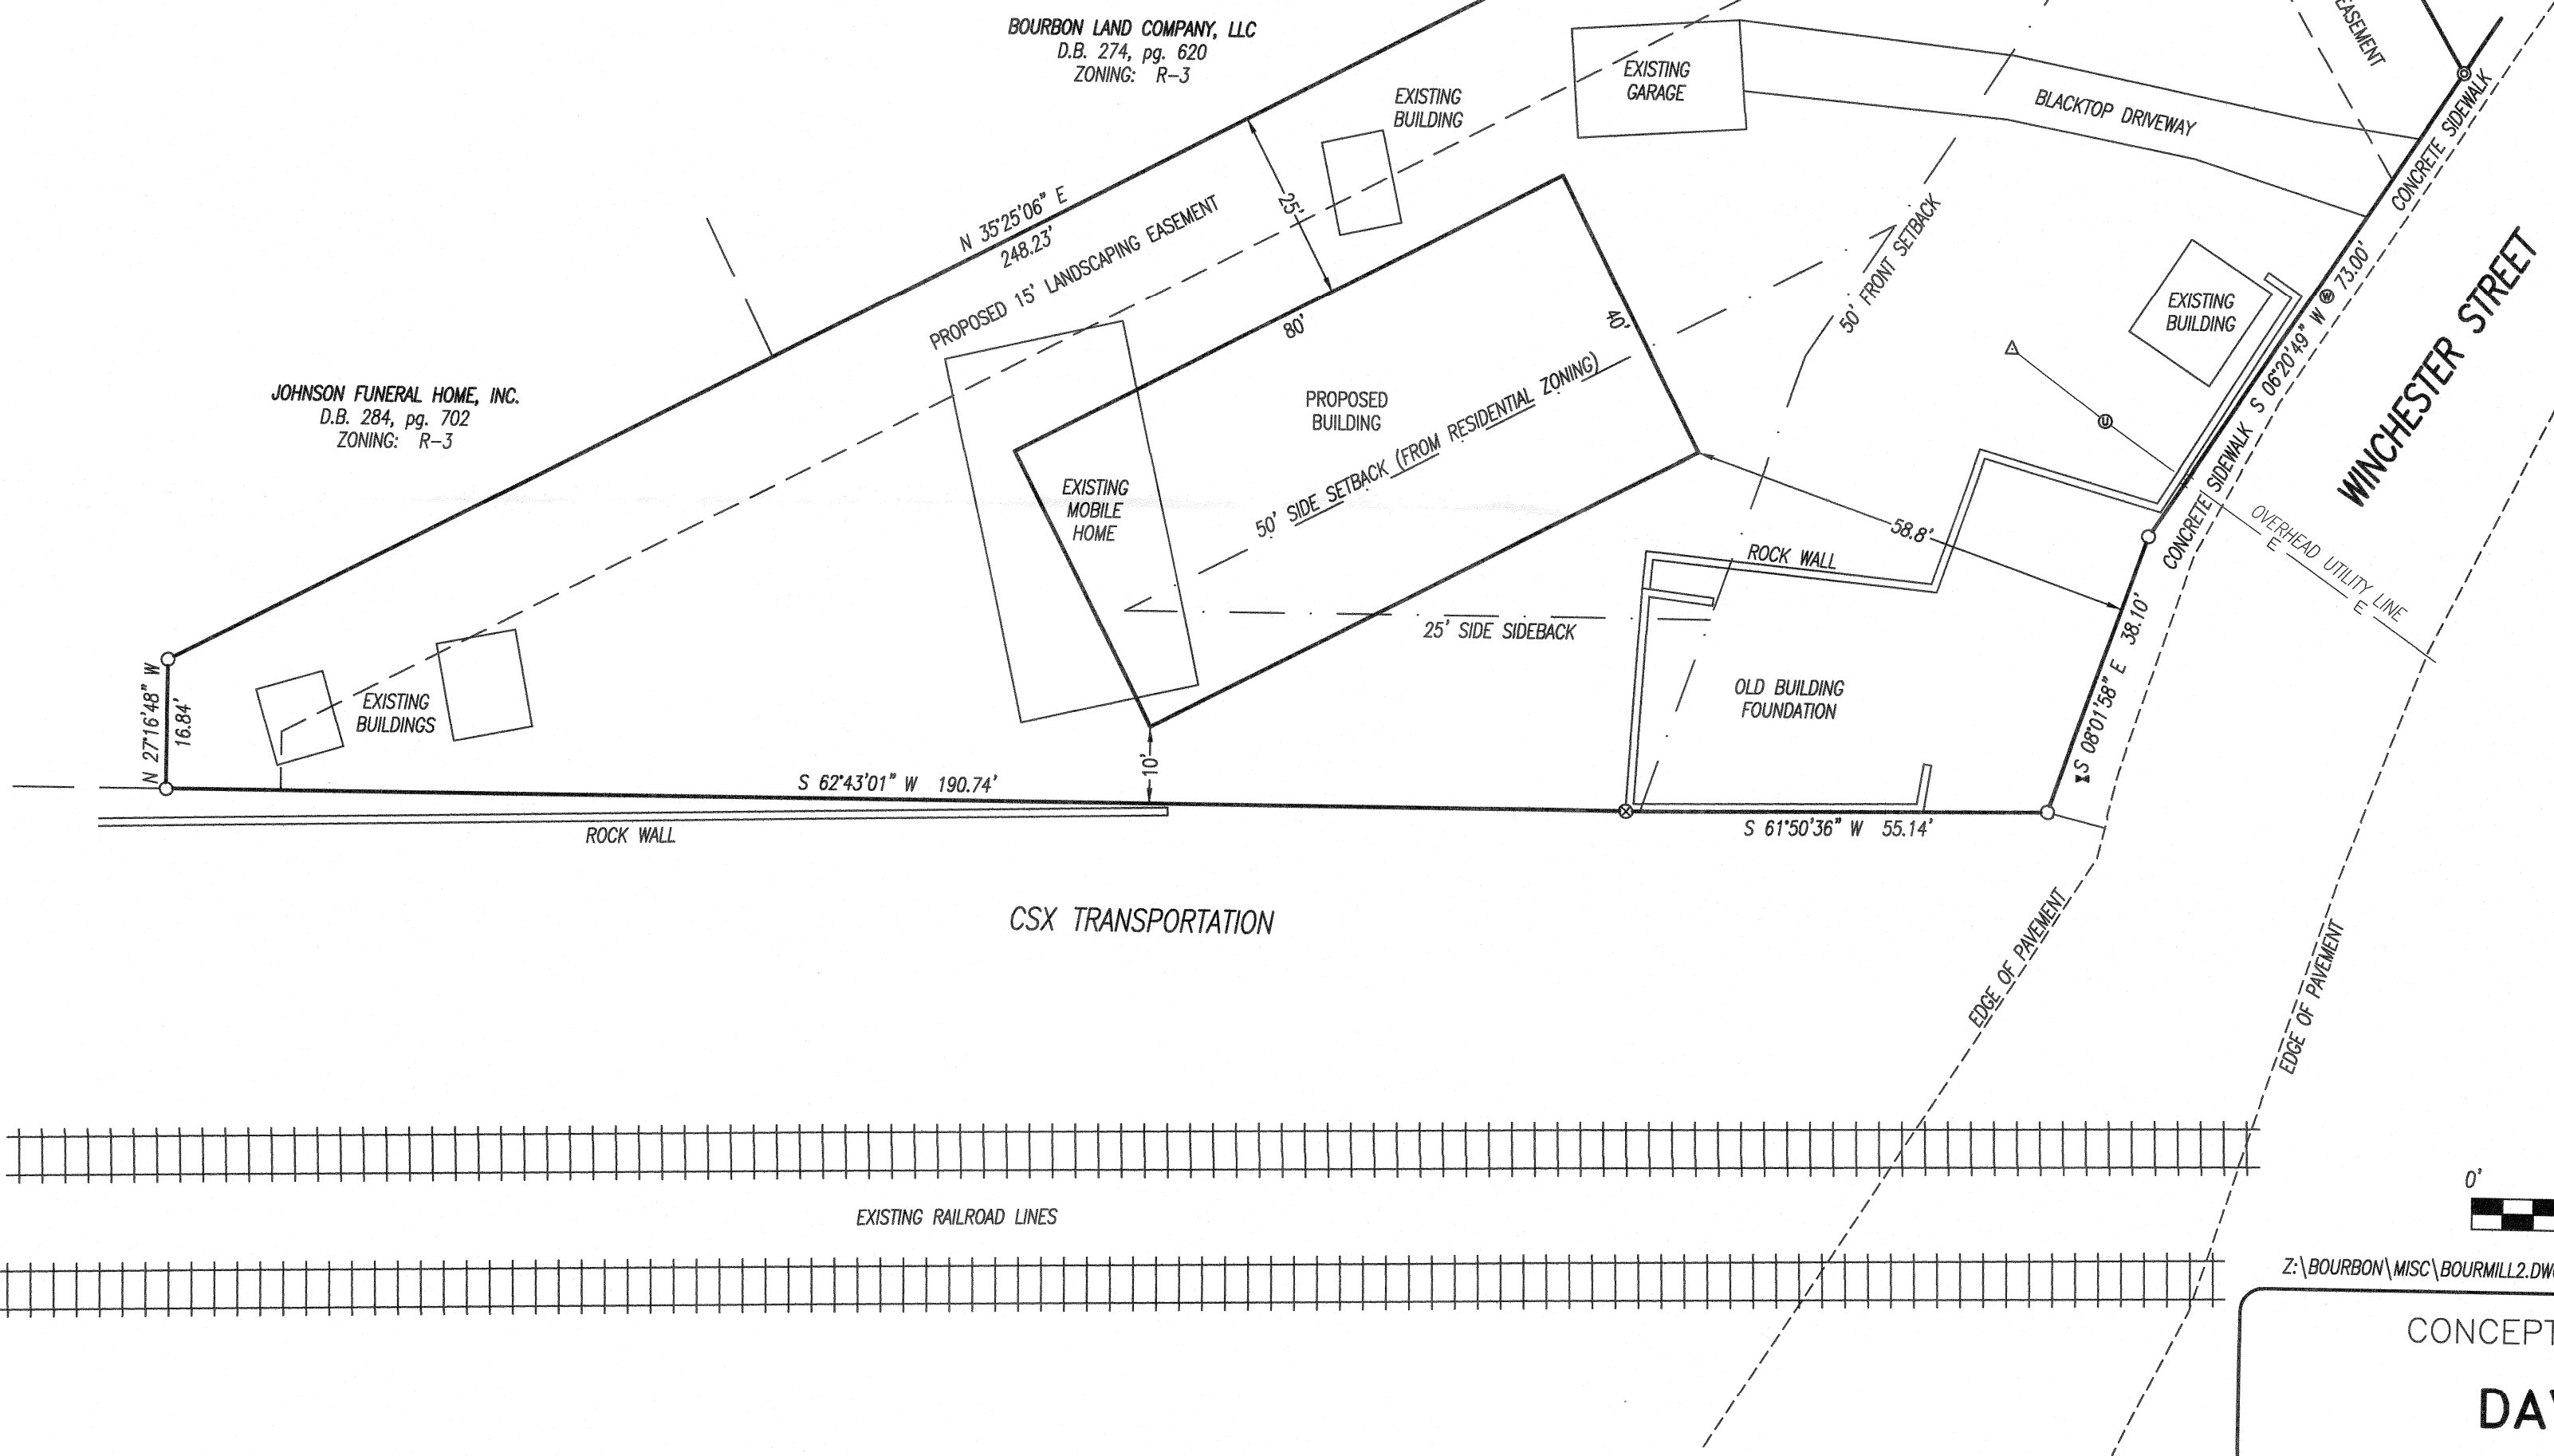 BOURBON LAND COMPANY, LLC
D.B. 274, pg. 620
ZONING: R-3
EXISTING
BUILDING
EXISTING
GARAGE
BLACKTOP DRIVEWAY
EASEMENT
CONCRETE SIDEWALK
N 35°25'06" E
248.23'
PROPOSED 15' LANDSCAPING EASEMENT
25'
80'
40'
50' FRONT SETBACK
EXISTING
BUILDING
S 06°20'49" W 73.00'
W
WINCHESTER STREET
JOHNSON FUNERAL HOME, INC.
D.B. 284, pg. 702
ZONING: R-3
PROPOSED
BUILDING
50' SIDE SETBACK (FROM RESIDENTIAL ZONING)
EXISTING
MOBILE
HOME
U
CONCRETE SIDEWALK
OVERHEAD UTILITY LINE
E
E
58.8'
ROCK WALL
25' SIDE SIDEBACK
S 08°01'58" E 38.10'
OLD BUILDING
FOUNDATION
N 27°16'48" W
16.84'
EXISTING
BUILDINGS
10'
S 62°43'01" W 190.74'
ROCK WALL
S 61°50'36" W 55.14'
CSX TRANSPORTATION
EDGE OF PAVEMENT
EDGE OF PAVEMENT
EXISTING RAILROAD LINES
0'
Z:\BOURBON\MISC\BOURMILL2.DW
CONCEPT
DA